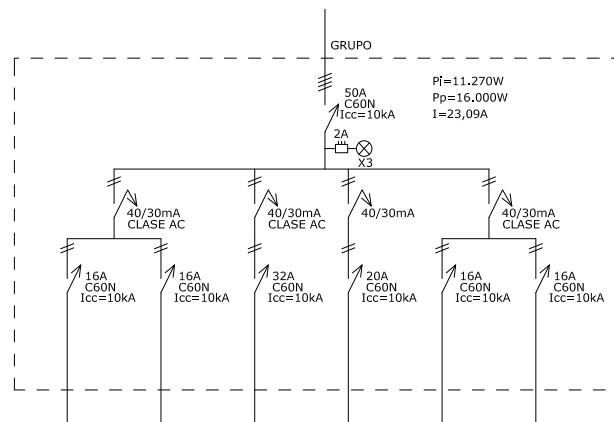 GRUPO
Pi=11.270W
Pp=16.000W
I=23,09A
50A
C60N
Icc=10kA
2A
X3
40/30mA
CLASE AC
40/30mA
CLASE AC
40/30mA
40/30mA
CLASE AC
16A
C60N
Icc=10kA
16A
C60N
Icc=10kA
32A
C60N
Icc=10kA
20A
C60N
Icc=10kA
16A
C60N
Icc=10kA
16A
C60N
Icc=10kA